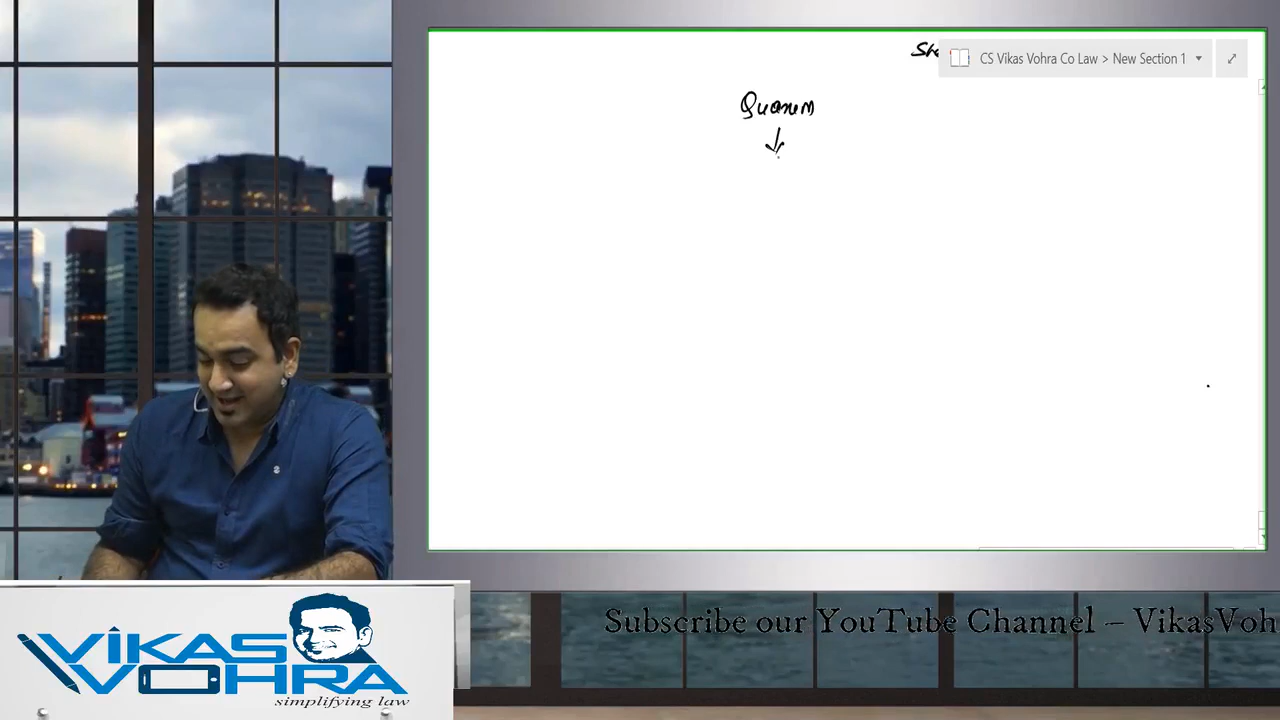 CS Vikas Vohra Co Law > New Section 1
Quorum
VIKAS
VOHRA
simplifying law
Subscribe our YouTube Channel – VikasVoh